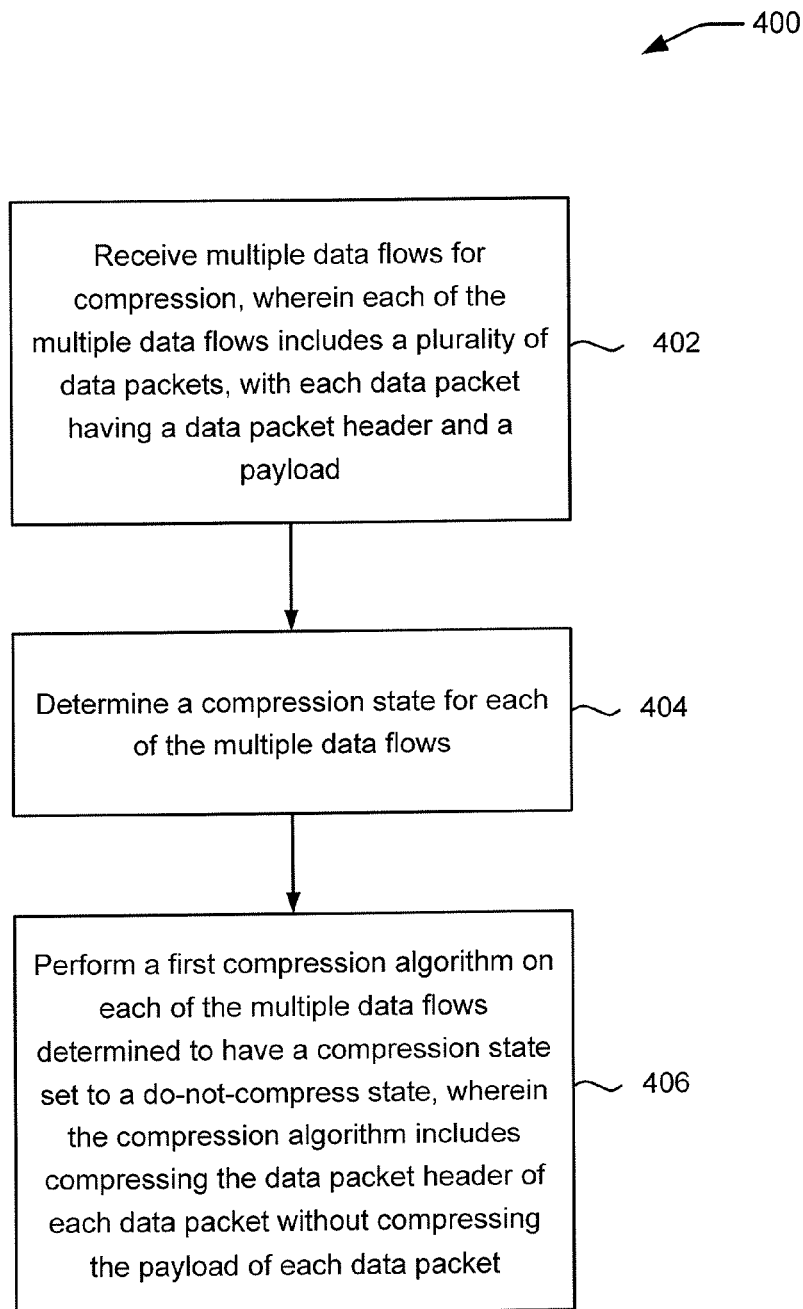 400
Receive multiple data flows for
compression, wherein each of the
multiple data flows includes a plurality of
data packets, with each data packet
having a data packet header and a
payload
402
Determine a compression state for each
of the multiple data flows
404
Perform a first compression algorithm on
each of the multiple data flows
determined to have a compression state
set to a do-not-compress state, wherein
the compression algorithm includes
compressing the data packet header of
each data packet without compressing
the payload of each data packet
406